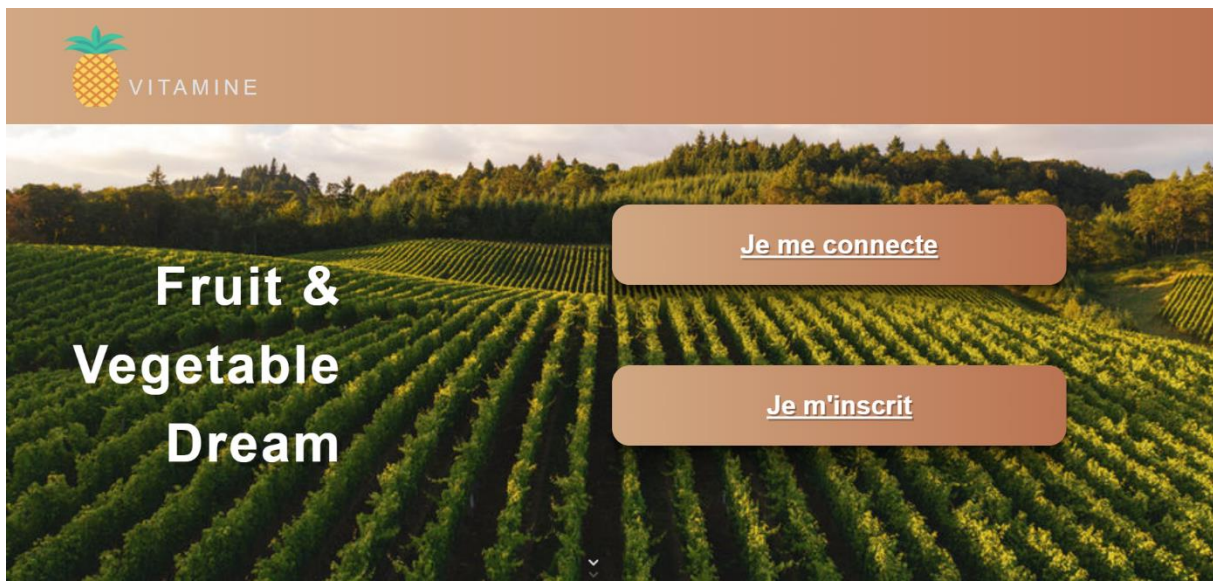 VITAMINE
Fruit &
Vegetable
Dream
Je me connecte
Je m'inscrit